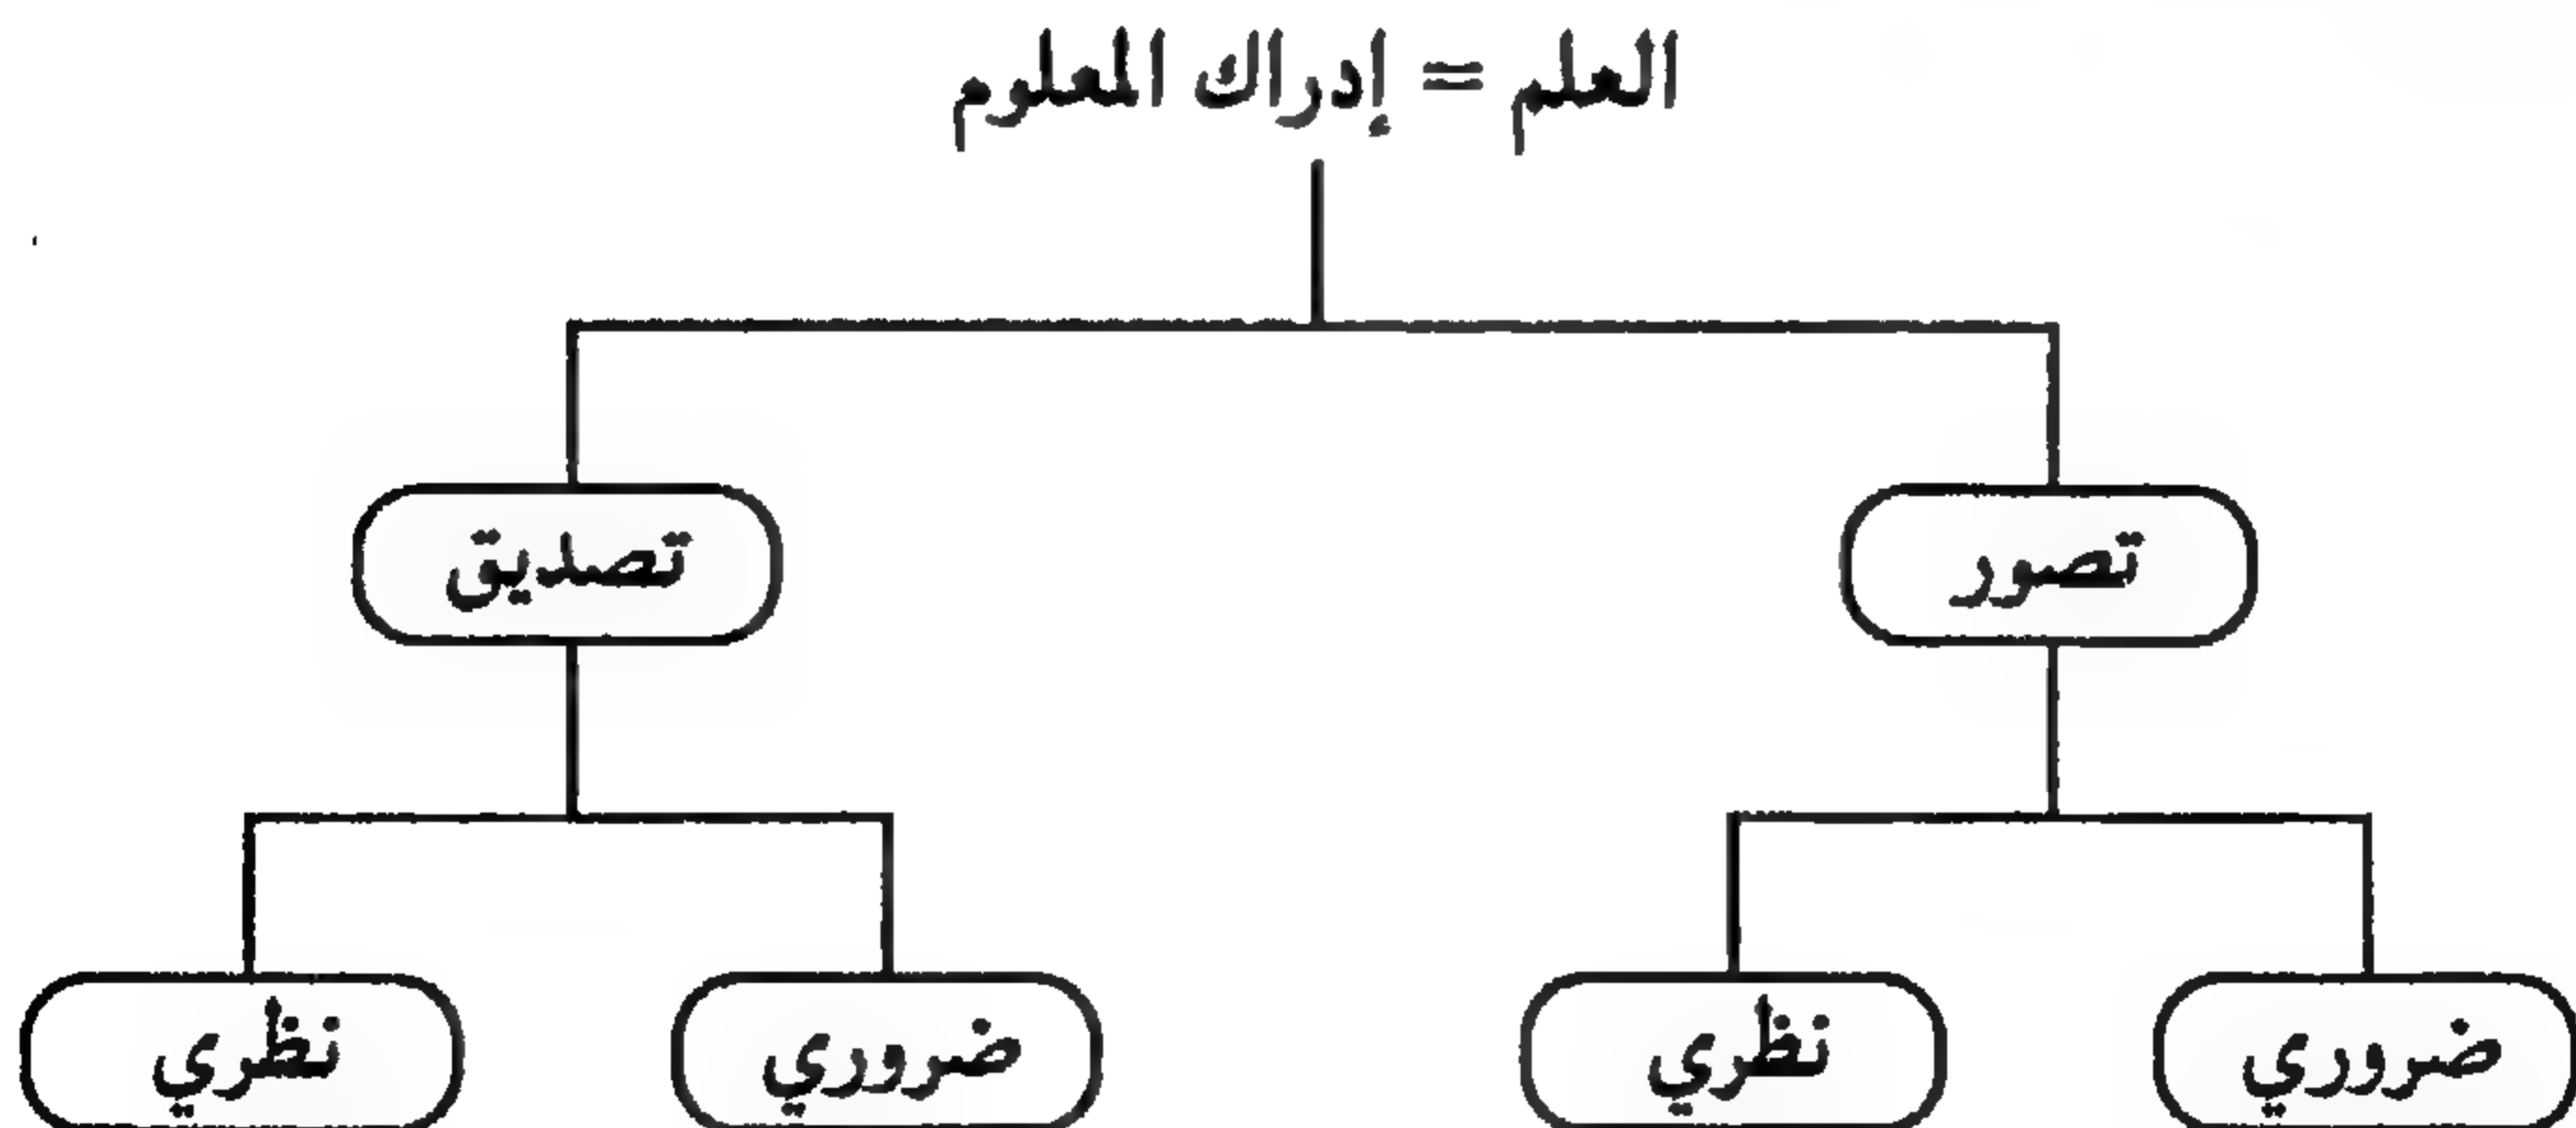 العلم = إدراك المعلوم
تصور
تصديق
ضروري
نظري
ضروري
نظري